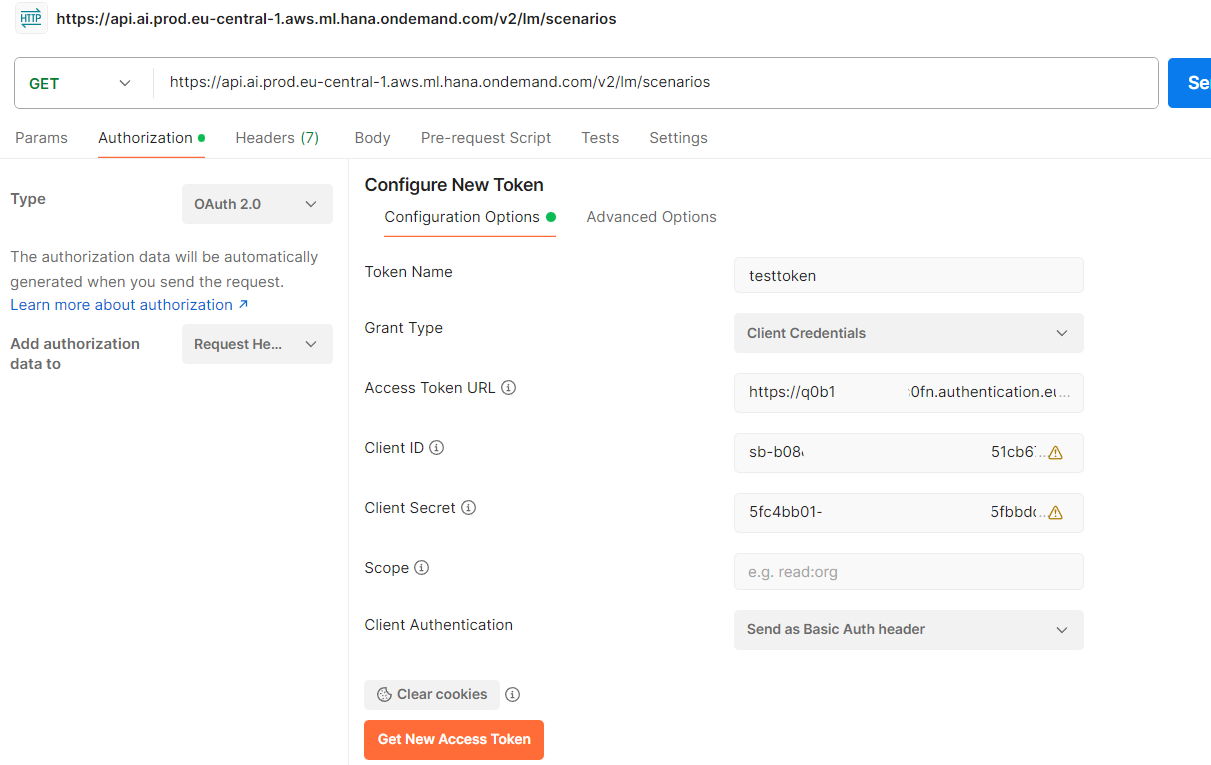 HTTP https://api.ai.prod.eu-central-1.aws.ml.hana.ondemand.com/v2/lm/scenarios
GET https://api.ai.prod.eu-central-1.aws.ml.hana.ondemand.com/v2/lm/scenarios Se
Params Authorization Headers (7) Body Pre-request Script Tests Settings
Type OAuth 2.0
The authorization data will be automatically
generated when you send the request.
Learn more about authorization ↗
Add authorization
data to Request He...
Configure New Token
Configuration Options Advanced Options
Token Name testtoken
Grant Type Client Credentials
Access Token URL https://q0b1 0fn.authentication.eu...
Client ID sb-b08 51cb6...
Client Secret 5fc4bb01- 5fbbd...
Scope e.g. read:org
Client Authentication Send as Basic Auth header
Clear cookies
Get New Access Token